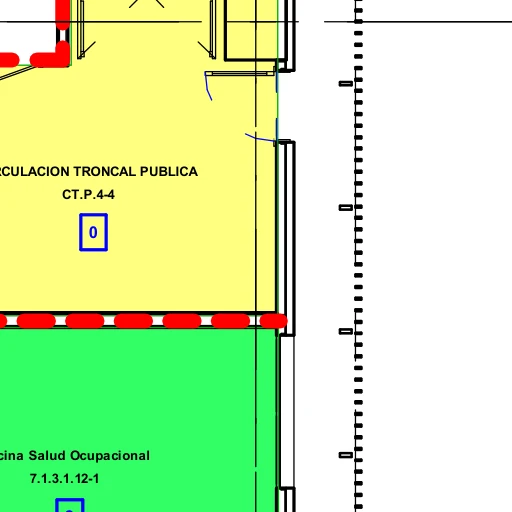 RCULACION TRONCAL PUBLICA
CT.P.4-4
0
cina Salud Ocupacional
7.1.3.1.12-1